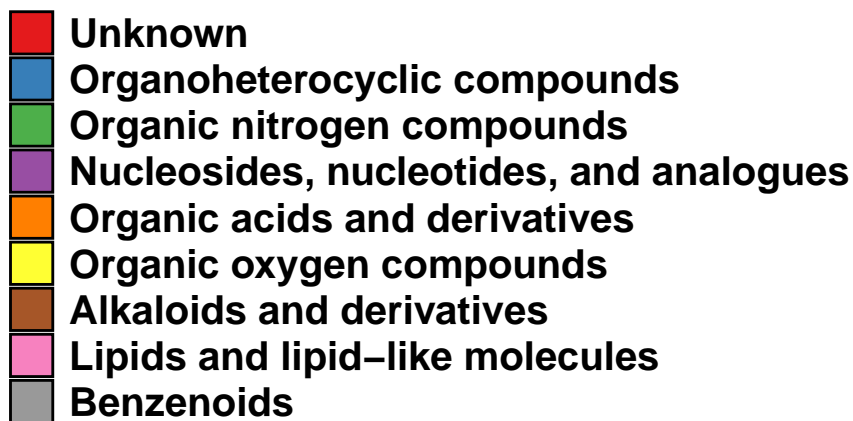 Unknown
Organoheterocyclic compounds
Organic nitrogen compounds
Nucleosides, nucleotides, and analogues
Organic acids and derivatives
Organic oxygen compounds
Alkaloids and derivatives
Lipids and lipid−like molecules
Benzenoids